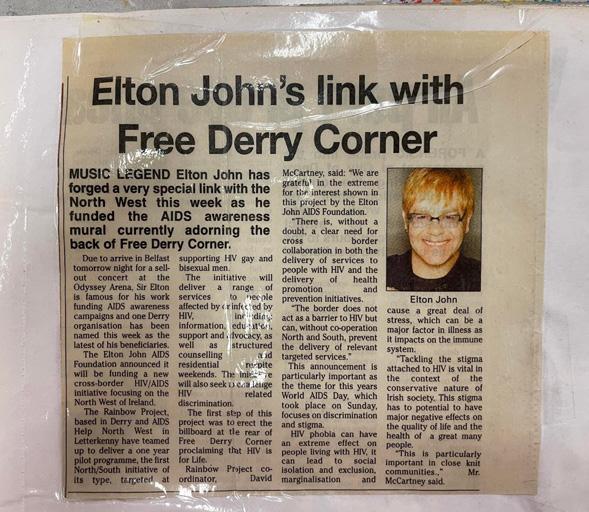 Elton John's link with
Free Derry Corner
MUSIC LEGEND Elton John has
forged a very special link with the
North West this week as he
funded the AIDS awareness
mural currently adorning the
back of Free Derry Corner.
Due to arrive in Belfast
tomorrow night for a sell-
out concert at the
Odyssey Arena, Sir Elton
is famous for his work
funding AIDS awareness
campaigns and one Derry
organisation has been
named this week as the
latest of his beneficiaries.
The Elton John AIDS
Foundation announced it
will be funding a new
cross-border HIV/AIDS
initiative focusing on the
North West of Ireland.
The Rainbow Project,
based in Derry and AIDS
Help North West in
Letterkenny have teamed
up to deliver a one year
pilot programme, the first
North/South initiative of
its type, targeted at
supporting HIV gay and
bisexual men.
The initiative will
deliver a range of
services to people
affected by or infected by
HIV, including
information,
support and advocacy, as
well as structured
counselling and
residential respite
weekends. The
will also seek to challenge
HIV related
discrimination.
The first step of this
project was to erect the
billboard at the rear of
Free Derry Corner
proclaiming that HIV is
for Life.
Rainbow Project co-
ordinator, David
McCartney, said: "We are
grateful in the extreme
for the interest shown in
this project by the Elton
John AIDS Foundation.
"There is, without a
doubt, a clear need for
cross border
collaboration in both the
delivery of services to
people with HIV and the
delivery of health
promotion and
prevention initiatives.
"The border does not
act as a barrier to HIV but
can, without co-operation
North and South, prevent
the delivery of relevant
targeted services."
This announcement is
particularly important as
the theme for this years
World AIDS Day, which
took place on Sunday,
focuses on discrimination
and stigma.
HIV phobia can have
an extreme effect on
people living with HIV, it
can lead to social
isolation and exclusion,
marginalisation and
Elton John
cause a great deal of
stress, which can be a
major factor in illness as
it impacts on the immune
system.
"Tackling the stigma
attached to HIV is vital in
the context of the
conservative nature of
Irish society. This stigma
has to potential to have
major negative effects on
the quality of life and the
health of a great many
people.
"This is particularly
important in close knit
communities.," Mr.
McCartney said.